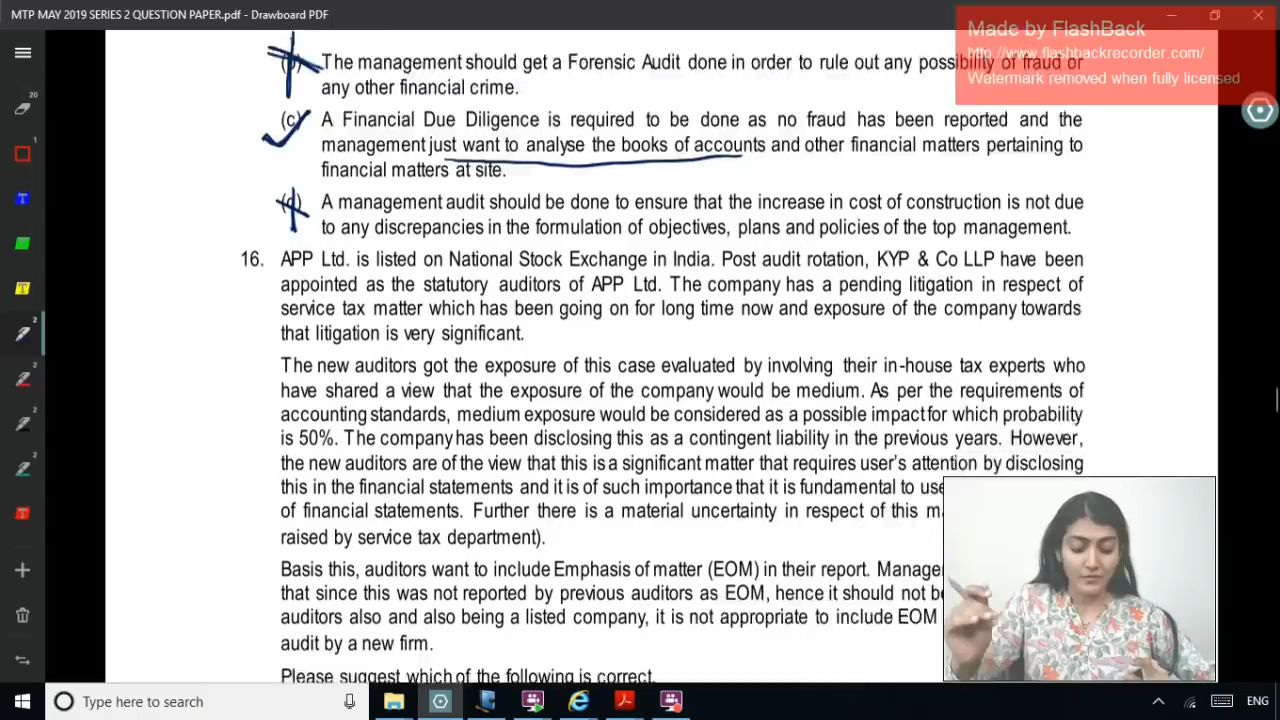 MTP MAY 2019 SERIES 2 QUESTION PAPER.pdf - Drawboard PDF
Made by FlashBack
http://www.flashbackrecorder.com/
Watermark removed when fully licensed
The management should get a Forensic Audit done in order to rule out any possibility of fraud or
any other financial crime.
(c) A Financial Due Diligence is required to be done as no fraud has been reported and the
management just want to analyse the books of accounts and other financial matters pertaining to
financial matters at site.
(d) A management audit should be done to ensure that the increase in cost of construction is not due
to any discrepancies in the formulation of objectives, plans and policies of the top management.
16. APP Ltd. is listed on National Stock Exchange in India. Post audit rotation, KYP & Co LLP have been
appointed as the statutory auditors of APP Ltd. The company has a pending litigation in respect of
service tax matter which has been going on for long time now and exposure of the company towards
that litigation is very significant.
The new auditors got the exposure of this case evaluated by involving their in-house tax experts who
have shared a view that the exposure of the company would be medium. As per the requirements of
accounting standards, medium exposure would be considered as a possible impact for which probability
is 50%. The company has been disclosing this as a contingent liability in the previous years. However,
the new auditors are of the view that this is a significant matter that requires user's attention by disclosing
this in the financial statements and it is of such importance that it is fundamental to
of financial statements. Further there is a material uncertainty in respect of this
raised by service tax department).
Basis this, auditors want to include Emphasis of matter (EOM) in their report.
that since this was not reported by previous auditors as EOM, hence it should not
auditors also and also being a listed company, it is not appropriate to include EOM
audit by a new firm.
Please suggest which of the following is correct.
20
1
2
2
2
2
Type here to search
ENG